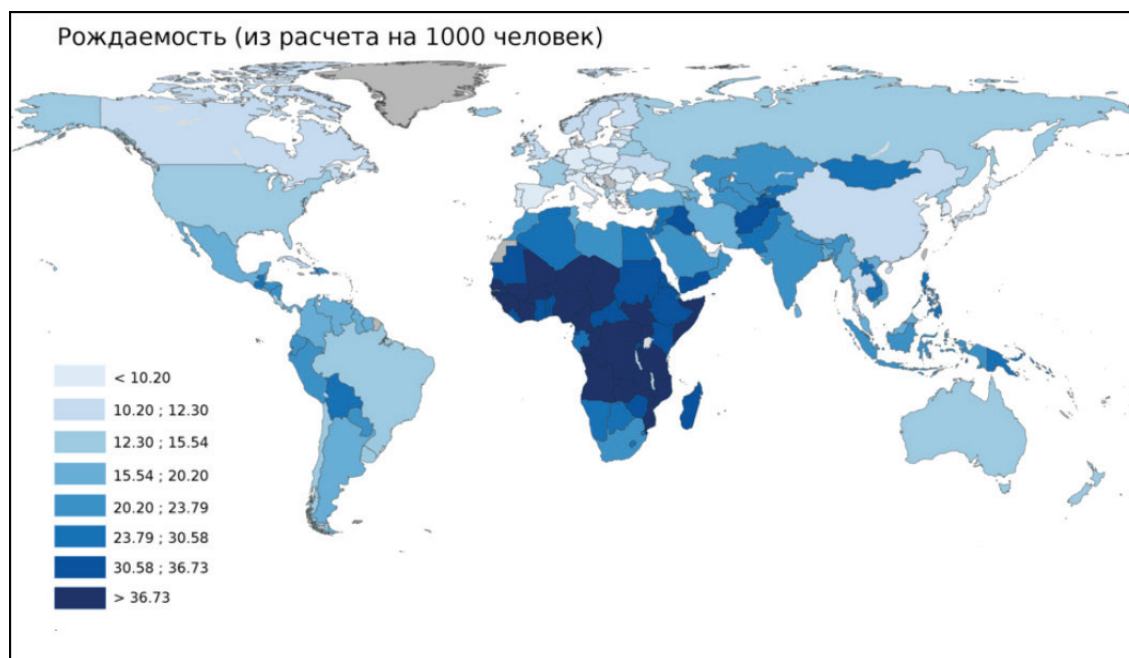 Рождаемость (из расчета на 1000 человек)
< 10.20
10.20 ; 12.30
12.30 ; 15.54
15.54 ; 20.20
20.20 ; 23.79
23.79 ; 30.58
30.58 ; 36.73
> 36.73